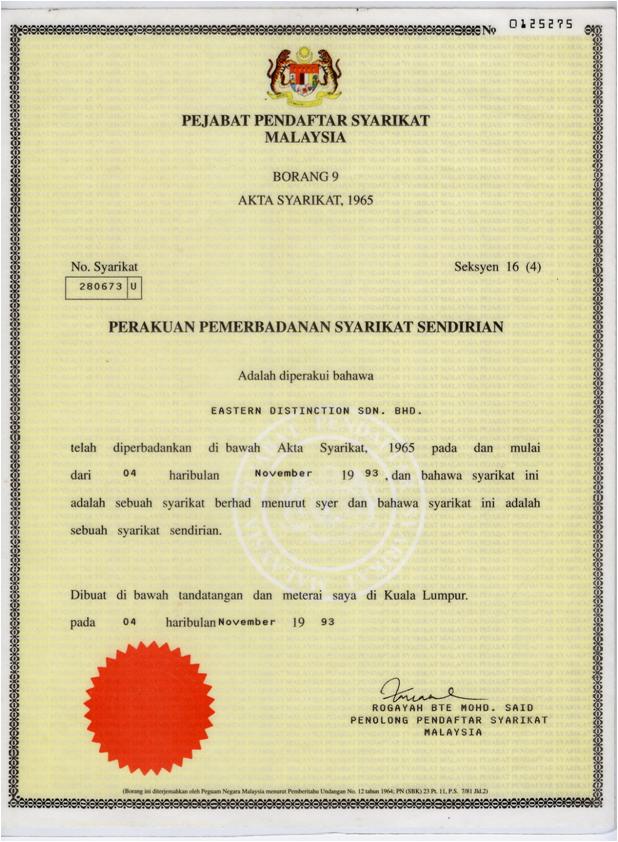 No 0125275
PEJABAT PENDAFTAR SYARIKAT
MALAYSIA
BORANG 9
AKTA SYARIKAT, 1965
No. Syarikat
Seksyen 16 (4)
280673 U
PERAKUAN PEMERBADANAN SYARIKAT SENDIRIAN
Adalah diperakui bahawa
EASTERN DISTINCTION SDN. BHD.
telah diperbadankan di bawah Akta Syarikat, 1965 pada dan mulai
dari 04 haribulan November 19 93 , dan bahawa syarikat ini
adalah sebuah syarikat berhad menurut syer dan bahawa syarikat ini adalah
sebuah syarikat sendirian.
Dibuat di bawah tandatangan dan meterai saya di Kuala Lumpur.
pada 04 haribulan November 19 93
ROGAYAH BTE MOHD. SAID
PENOLONG PENDAFTAR SYARIKAT
MALAYSIA
(Borang ini diterjemahkan oleh Peguam Negara Malaysia menurut Pemberitahu Undangan No. 12 tahun 1964; PN (SBK) 23 Pt. 11, P.S. 7/81 Jld.2)